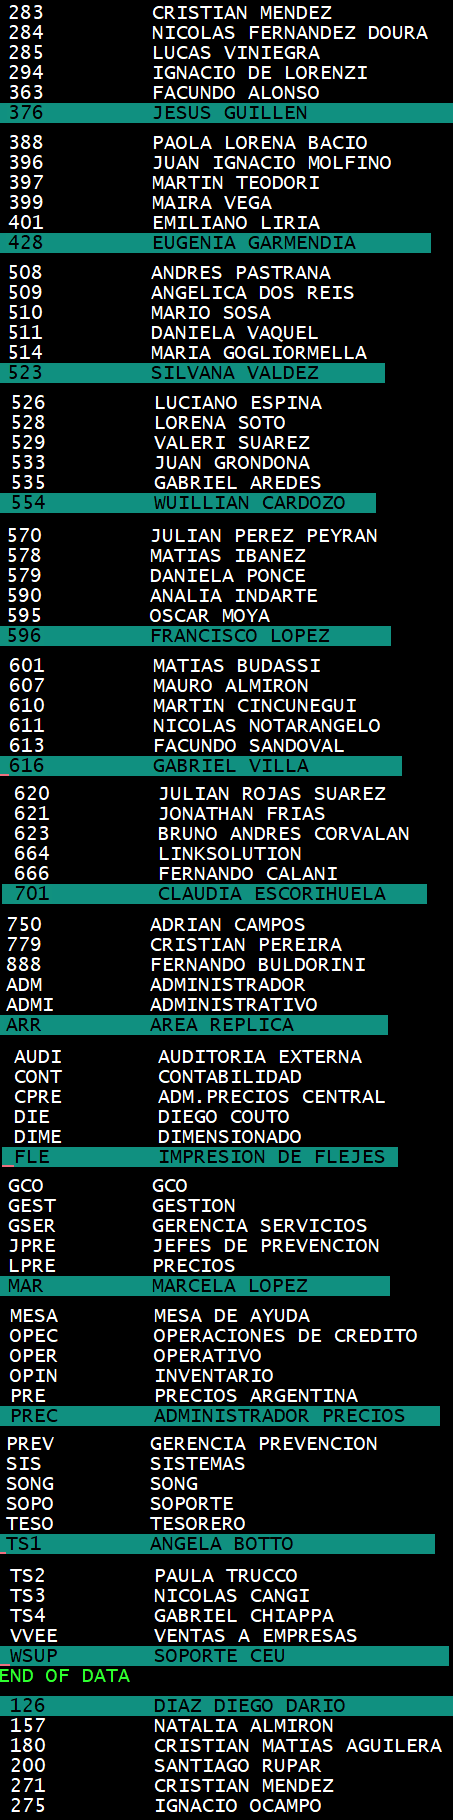 283 CRISTIAN MENDEZ
284 NICOLAS FERNANDEZ DOURA
285 LUCAS VINIEGRA
294 IGNACIO DE LORENZI
363 FACUNDO ALONSO
376 JESUS GUILLEN
388 PAOLA LORENA BACIO
396 JUAN IGNACIO MOLFINO
397 MARTIN TEODORI
399 MAIRA VEGA
401 EMILIANO LIRIA
428 EUGENIA GARMENDIA
508 ANDRES PASTRANA
509 ANGELICA DOS REIS
510 MARIO SOSA
511 DANIELA VAQUEL
514 MARIA GOGLIORMELLA
523 SILVANA VALDEZ
526 LUCIANO ESPINA
528 LORENA SOTO
529 VALERI SUAREZ
533 JUAN GRONDONA
535 GABRIEL AREDES
554 WUILLIAN CARDOZO
570 JULIAN PEREZ PEYRAN
578 MATIAS IBANEZ
579 DANIELA PONCE
590 ANALIA INDARTE
595 OSCAR MOYA
596 FRANCISCO LOPEZ
601 MATIAS BUDASSI
607 MAURO ALMIRON
610 MARTIN CINCUNEGUI
611 NICOLAS NOTARANGELO
613 FACUNDO SANDOVAL
616 GABRIEL VILLA
620 JULIAN ROJAS SUAREZ
621 JONATHAN FRIAS
623 BRUNO ANDRES CORVALAN
664 LINKSOLUTION
666 FERNANDO CALANI
701 CLAUDIA ESCORIHUELA
750 ADRIAN CAMPOS
779 CRISTIAN PEREIRA
888 FERNANDO BULDORINI
ADM ADMINISTRADOR
ADMI ADMINISTRATIVO
ARR AREA REPLICA
AUDI AUDITORIA EXTERNA
CONT CONTABILIDAD
CPRE ADM.PRECIOS CENTRAL
DIE DIEGO COUTO
DIME DIMENSIONADO
FLE IMPRESION DE FLEJES
GCO GCO
GEST GESTION
GSER GERENCIA SERVICIOS
JPRE JEFES DE PREVENCION
LPRE PRECIOS
MAR MARCELA LOPEZ
MESA MESA DE AYUDA
OPEC OPERACIONES DE CREDITO
OPER OPERATIVO
OPIN INVENTARIO
PRE PRECIOS ARGENTINA
PREC ADMINISTRADOR PRECIOS
PREV GERENCIA PREVENCION
SIS SISTEMAS
SONG SONG
SOPO SOPORTE
TESO TESORERO
TS1 ANGELA BOTTO
TS2 PAULA TRUCCO
TS3 NICOLAS CANGI
TS4 GABRIEL CHIAPPA
VVEE VENTAS A EMPRESAS
WSUP SOPORTE CEU
END OF DATA
126 DIAZ DIEGO DARIO
157 NATALIA ALMIRON
180 CRISTIAN MATIAS AGUILERA
200 SANTIAGO RUPAR
271 CRISTIAN MENDEZ
275 IGNACIO OCAMPO